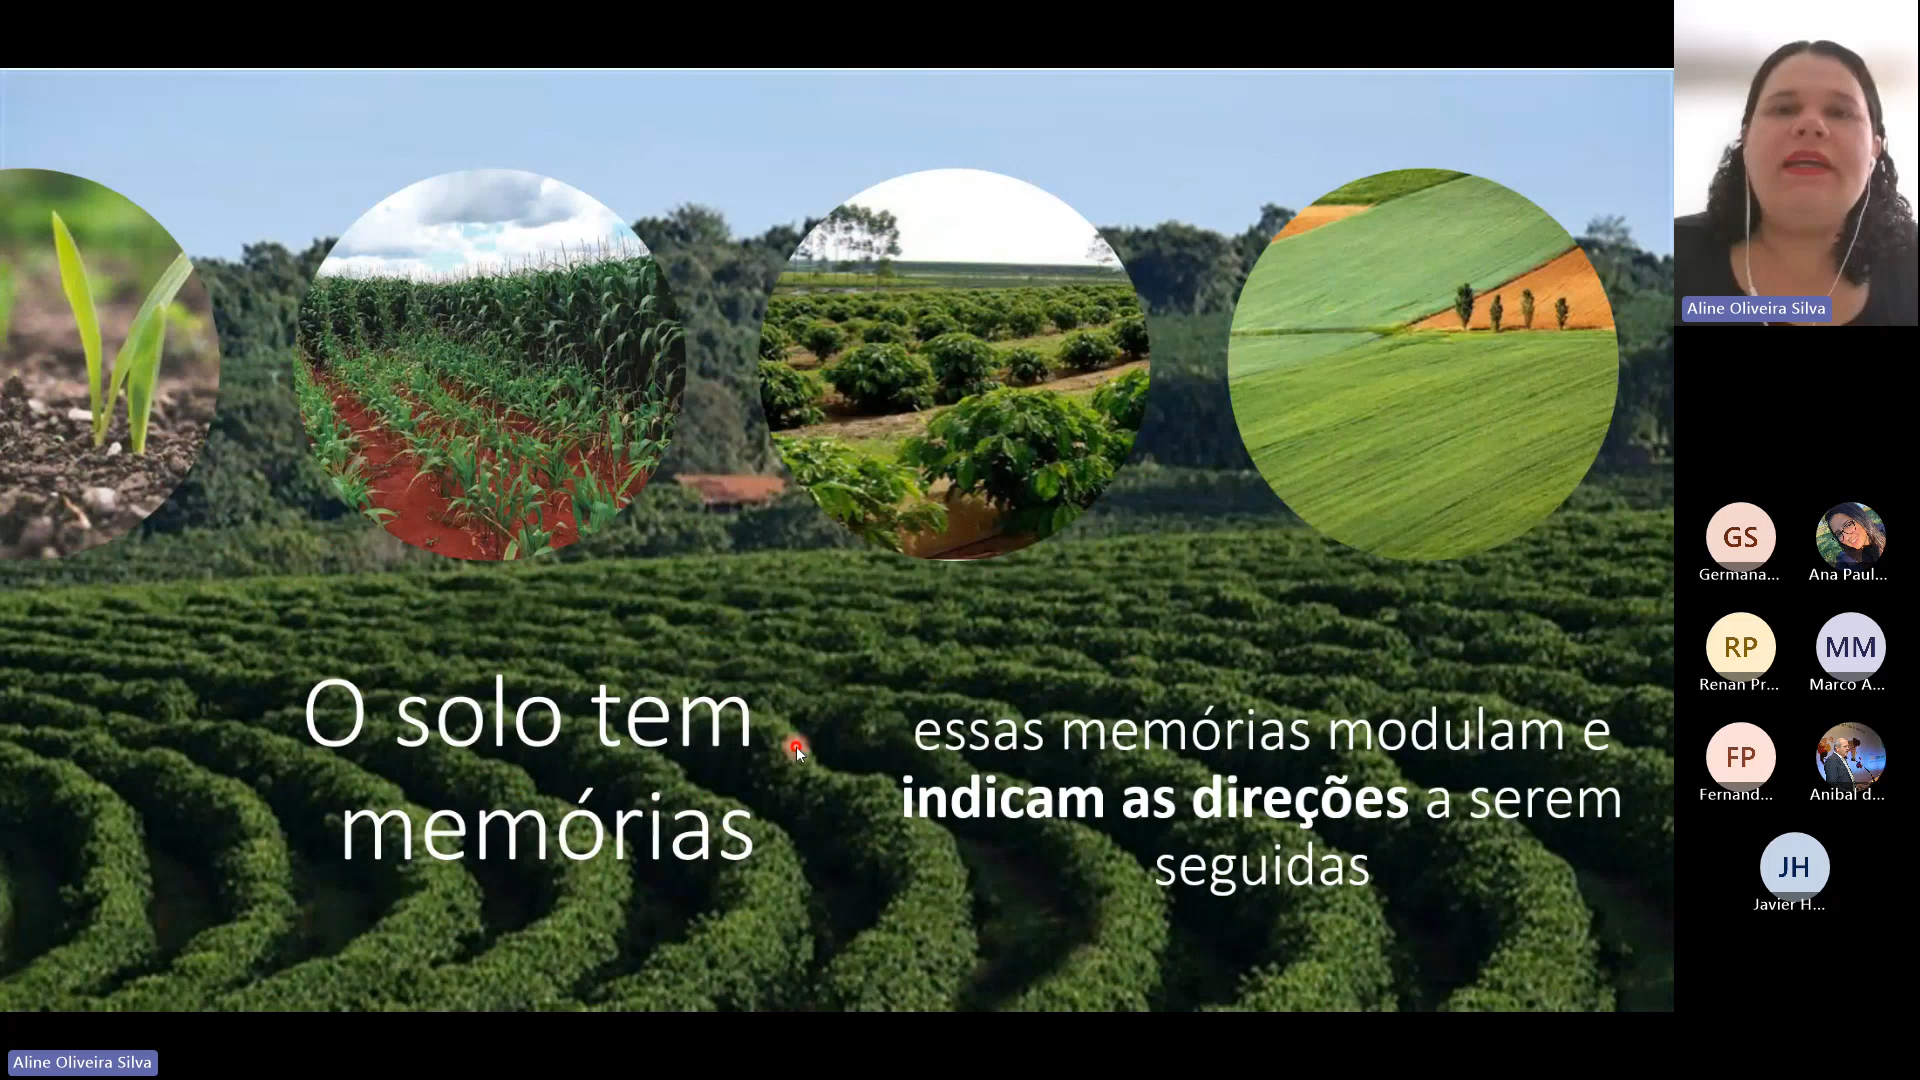 O solo tem
memórias
essas memórias modulam e
indicam as direções a serem
seguidas
Aline Oliveira Silva
GS
Germana...
Ana Paul...
RP
Renan Pr...
MM
Marco A...
FP
Fernand...
Anibal d...
JH
Javier H...
Aline Oliveira Silva